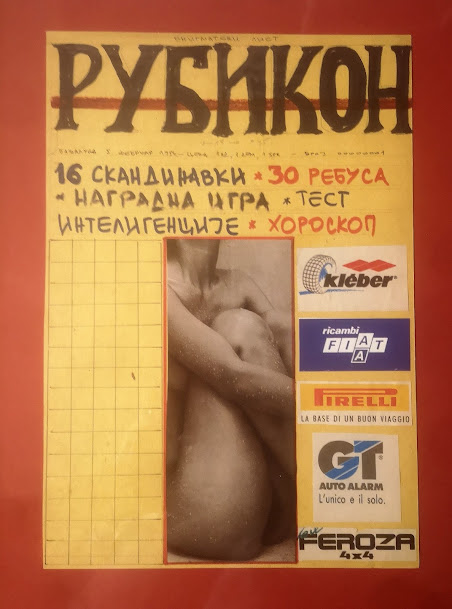 РУБИКОН
16 СКАНДИНАВКИ * 30 РЕБУСА
* НАГРАДНА ИГРА * ТЕСТ
ИНТЕЛИГЕНЦИЈЕ * ХОРОСКОП
kléber®
ricambi
FIAT
A
PIRELLI
LA BASE DI UN BUON VIAGGIO
GT®
AUTO ALARM
L'unico è il solo.
FEROZA
4x4